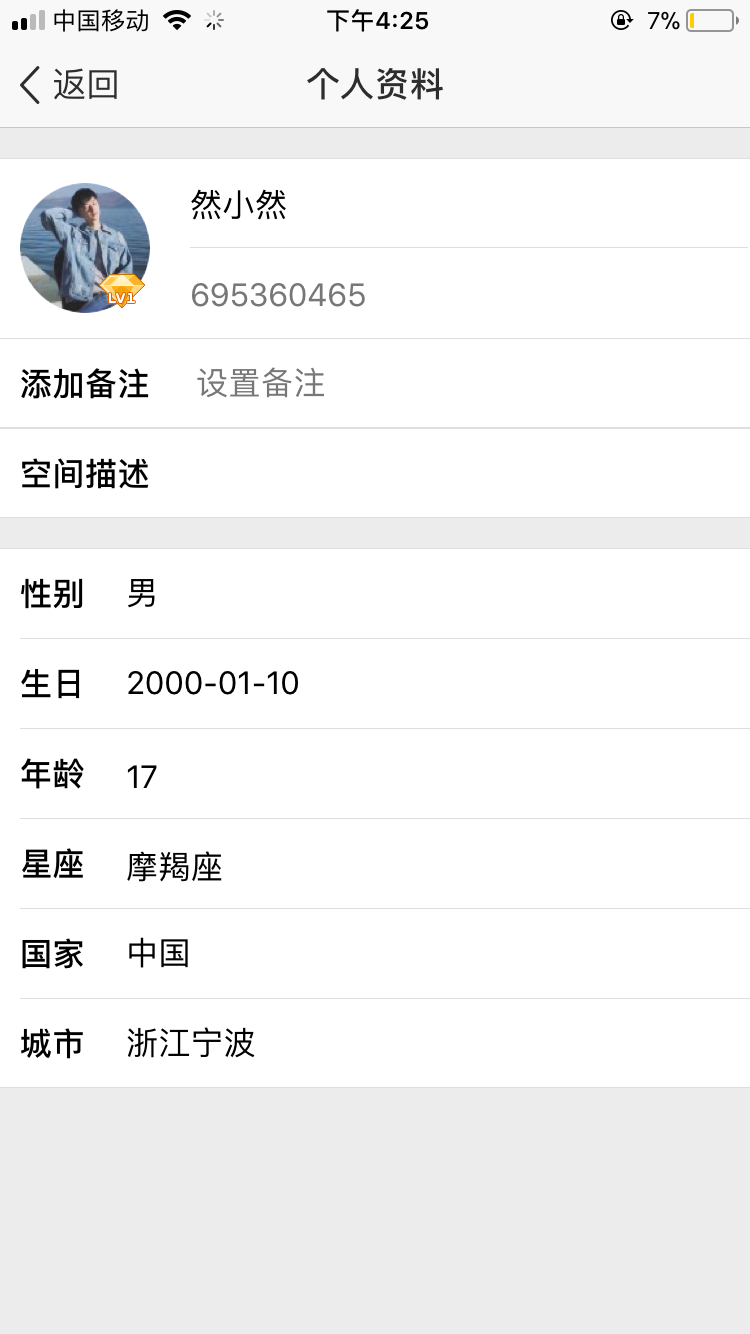 中国移动 下午4:25 7%
返回 个人资料
然小然
LV1
695360465
添加备注 设置备注
空间描述
性别 男
生日 2000-01-10
年龄 17
星座 摩羯座
国家 中国
城市 浙江宁波